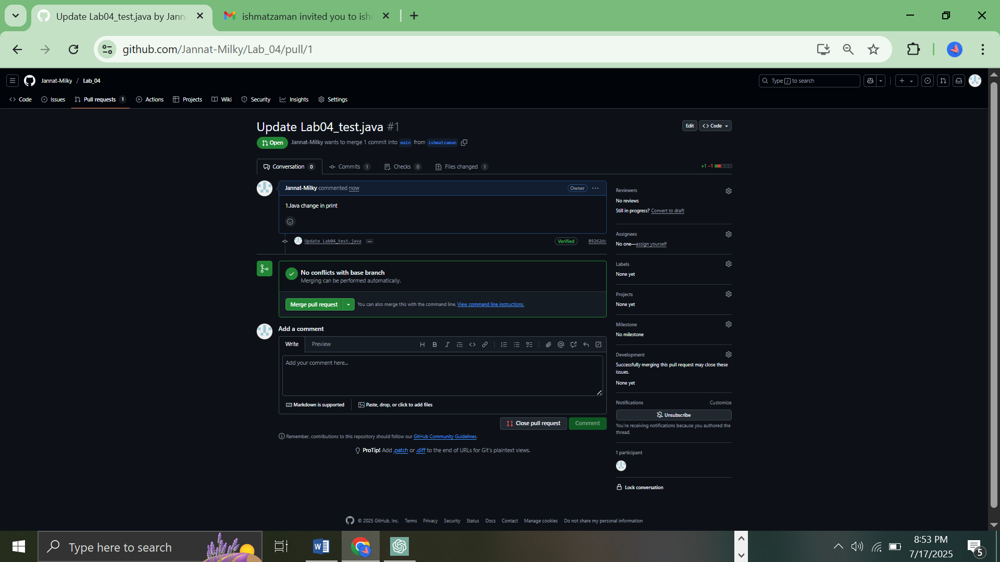 Update Lab04_test.java by Jann
ishmatzaman invited you to ish
github.com/Jannat-Milky/Lab_04/pull/1
Jannat-Milky / Lab_04
Type / to search
Code
Issues
Pull requests 1
Actions
Projects
Wiki
Security
Insights
Settings
Update Lab04_test.java #1
Edit
Code
Open
Jannat-Milky wants to merge 1 commit into main from ishmatzaman
Conversation 0
Commits 1
Checks 0
Files changed 1
+1 −1
Jannat-Milky commented now
Owner
1.Java change in print
Update Lab04_test.java ...
Verified
89262dc
No conflicts with base branch
Merging can be performed automatically.
Merge pull request
You can also merge this with the command line. View command line instructions.
Add a comment
Write
Preview
Add your comment here...
Markdown is supported
Paste, drop, or click to add files
Close pull request
Comment
Remember, contributions to this repository should follow our GitHub Community Guidelines.
ProTip! Add .patch or .diff to the end of URLs for Git's plaintext views.
Reviewers
No reviews
Still in progress? Convert to draft
Assignees
No one—assign yourself
Labels
None yet
Projects
None yet
Milestone
No milestone
Development
Successfully merging this pull request may close these
issues.
None yet
Notifications
Customize
Unsubscribe
You're receiving notifications because you authored the
thread.
1 participant
Lock conversation
© 2025 GitHub, Inc.
Terms
Privacy
Security
Status
Docs
Contact
Manage cookies
Do not share my personal information
Type here to search
8:53 PM
7/17/2025
5